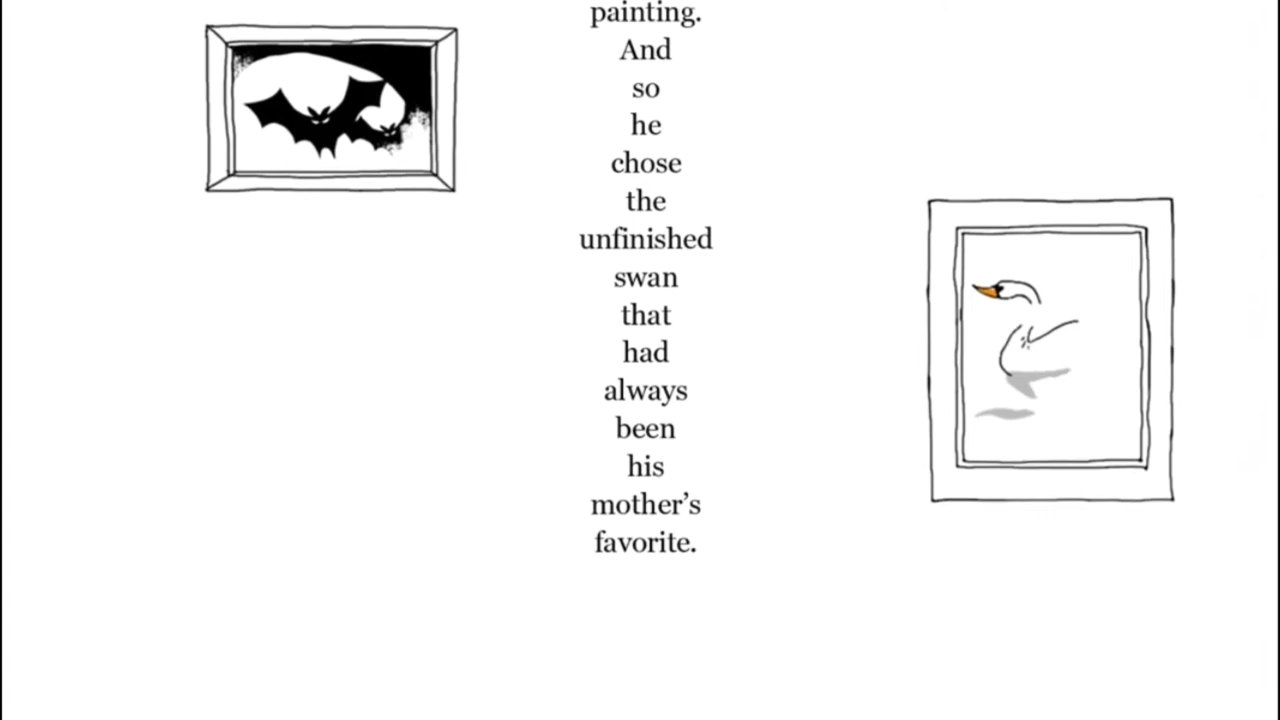 painting.
And
so
he
chose
the
unfinished
swan
that
had
always
been
his
mother’s
favorite.